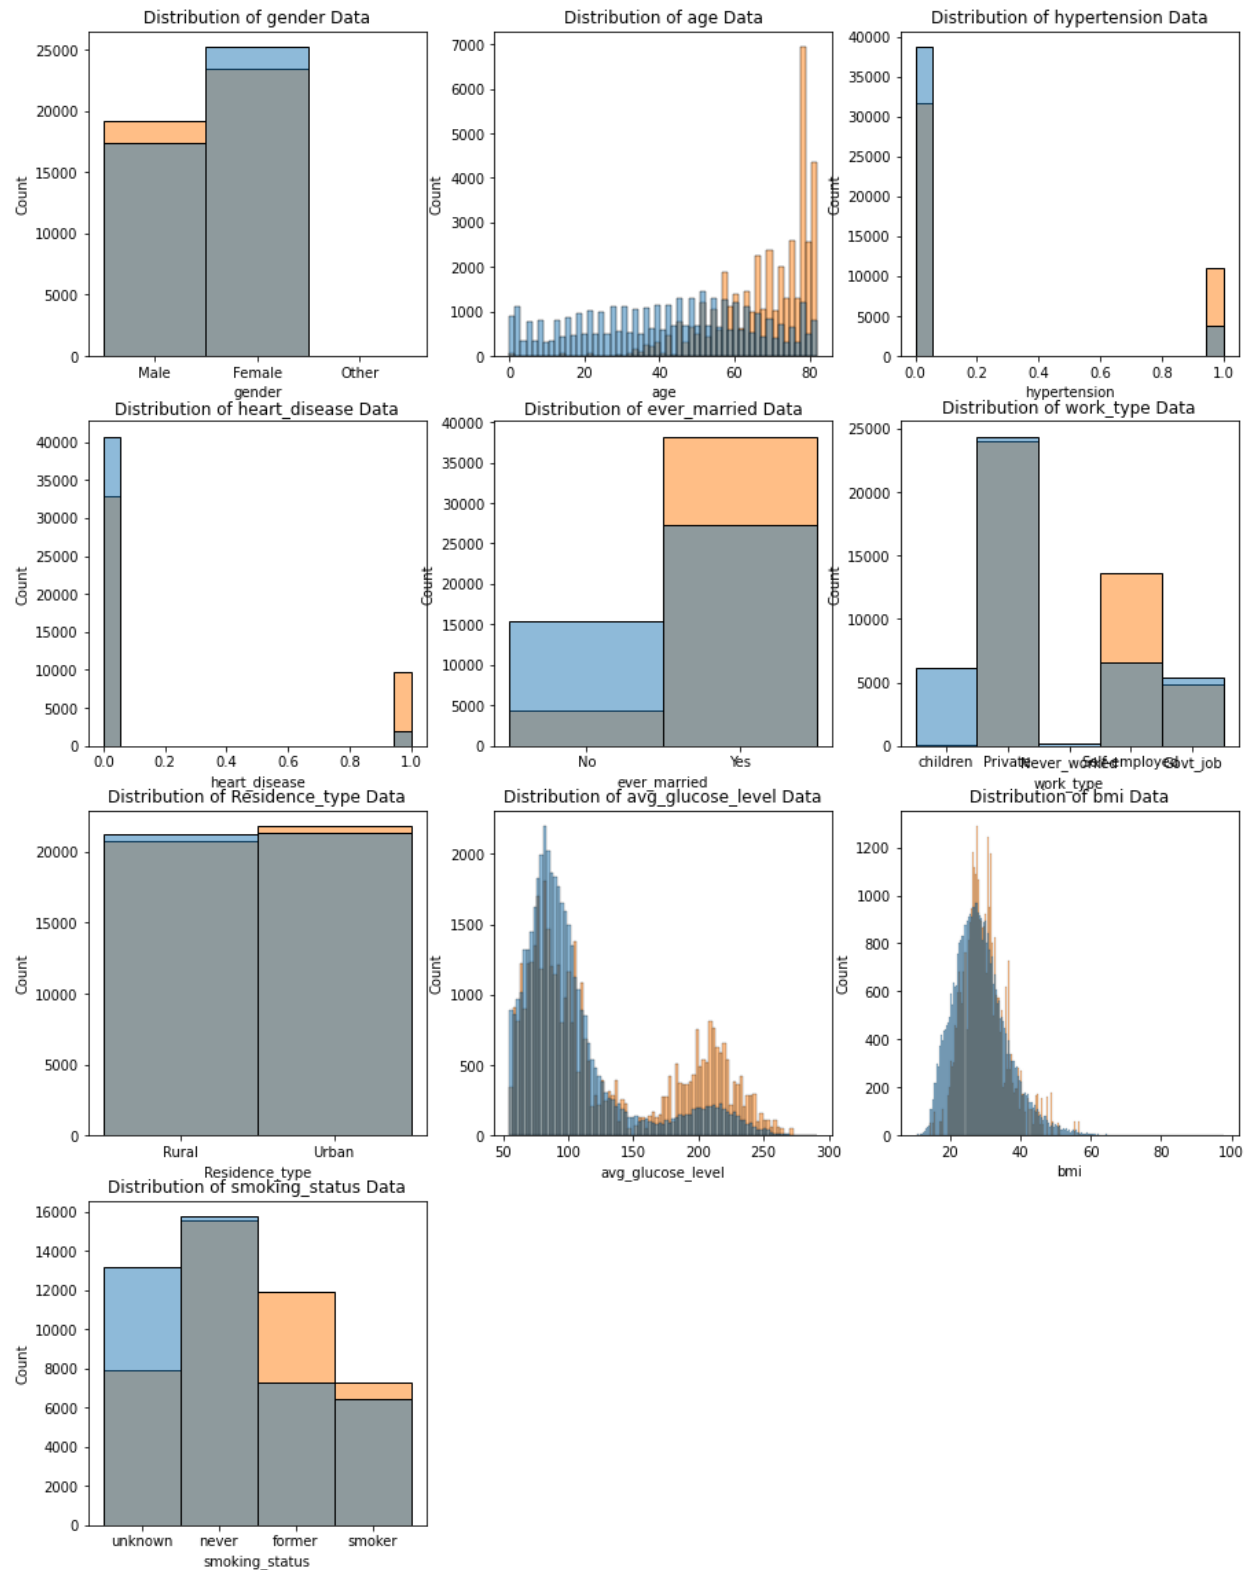 Distribution of gender Data
Count
25000
20000
15000
10000
5000
0
Male Female Other
gender
Distribution of age Data
Count
7000
6000
5000
4000
3000
2000
1000
0
0 20 40 60 80
age
Distribution of hypertension Data
Count
40000
35000
30000
25000
20000
15000
10000
5000
0
0.0 0.2 0.4 0.6 0.8 1.0
hypertension
Distribution of heart_disease Data
Count
40000
35000
30000
25000
20000
15000
10000
5000
0
0.0 0.2 0.4 0.6 0.8 1.0
heart_disease
Distribution of ever_married Data
Count
40000
35000
30000
25000
20000
15000
10000
5000
0
No Yes
ever_married
Distribution of work_type Data
25000
20000
15000
10000
5000
0
children Private Never_worked Self-employed Govt_job
work_type
Distribution of Residence_type Data
Count
20000
15000
10000
5000
0
Rural Urban
Residence_type
Distribution of avg_glucose_level Data
Count
2000
1500
1000
500
0
50 100 150 200 250 300
avg_glucose_level
Distribution of bmi Data
Count
1200
1000
800
600
400
200
0
20 40 60 80 100
bmi
Distribution of smoking_status Data
Count
16000
14000
12000
10000
8000
6000
4000
2000
0
unknown never former smoker
smoking_status